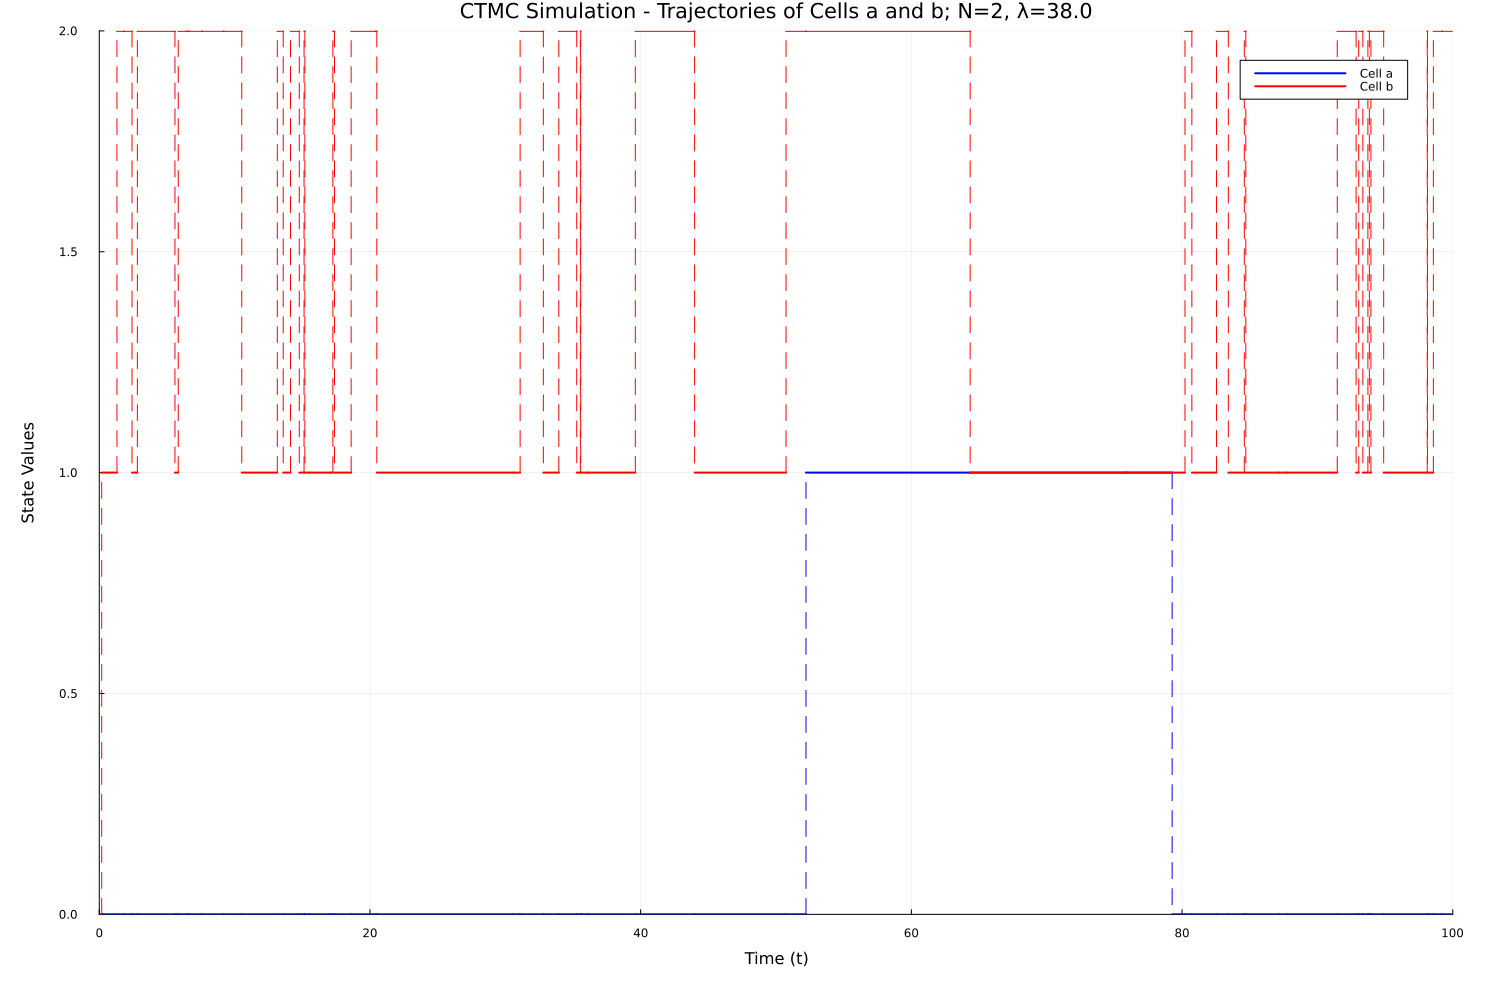 CTMC Simulation - Trajectories of Cells a and b; N=2, λ=38.0
2.0
Cell a
Cell b
1.5
1.0
State Values
0.5
0.0
0 20 40 60 80 100
Time (t)